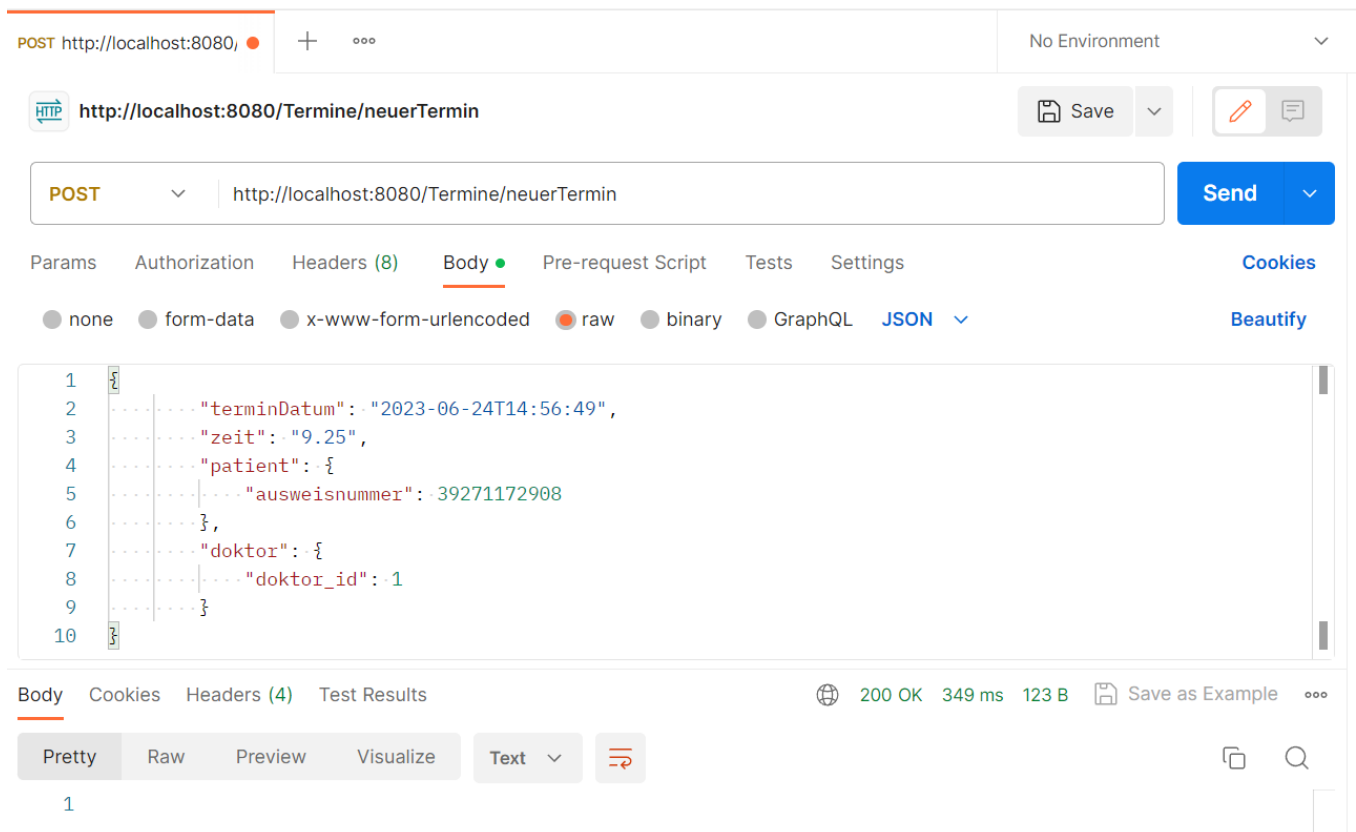 POST http://localhost:8080/
No Environment
HTTP http://localhost:8080/Termine/neuerTermin
Save
POST http://localhost:8080/Termine/neuerTermin
Send
Params Authorization Headers (8) Body Pre-request Script Tests Settings Cookies
none form-data x-www-form-urlencoded raw binary GraphQL JSON Beautify
1 {
2 "terminDatum": "2023-06-24T14:56:49",
3 "zeit": "9.25",
4 "patient": {
5 "ausweisnummer": 39271172908
6 },
7 "doktor": {
8 "doktor_id": 1
9 }
10 }
Body Cookies Headers (4) Test Results 200 OK 349 ms 123 B Save as Example
Pretty Raw Preview Visualize Text
1